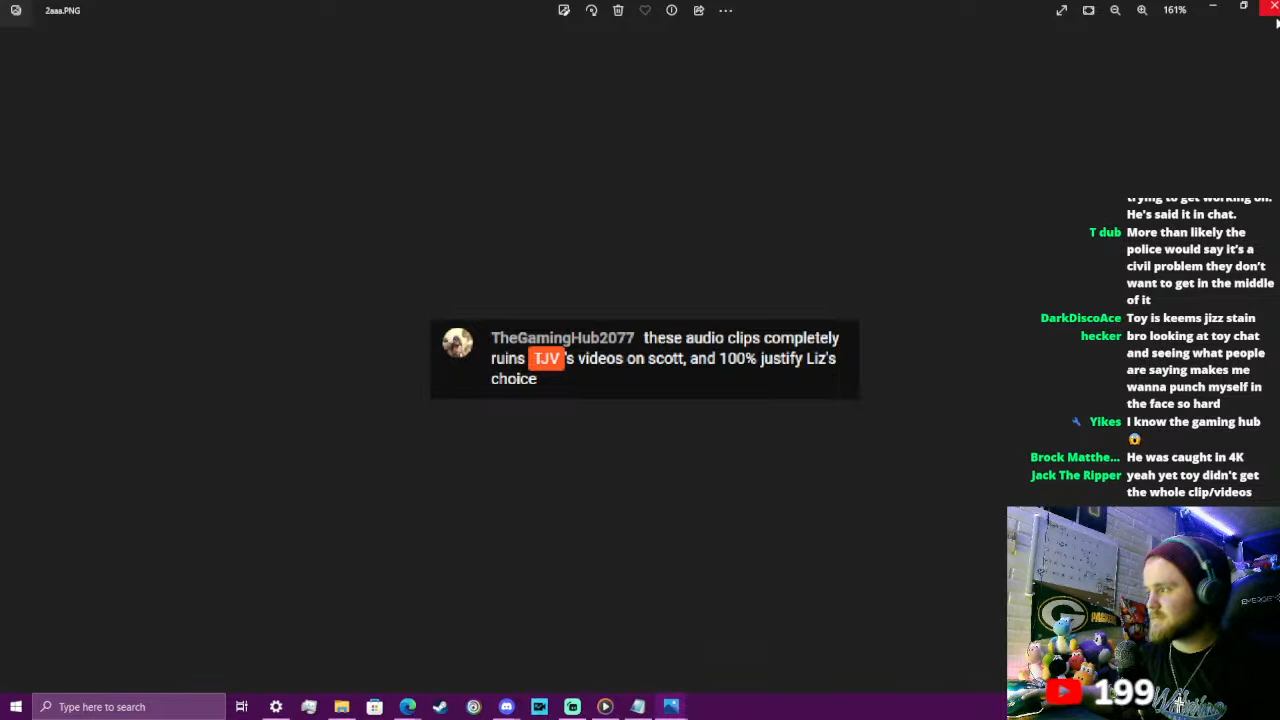 2aaa.PNG
161%
TheGamingHub2077 these audio clips completely
ruins TJV's videos on scott, and 100% justify Liz's
choice
trying to get working on.
He's said it in chat.
T dub More than likely the
police would say it's a
civil problem they don't
want to get in the middle
of it
DarkDiscoAce Toy is keems jizz stain
hecker bro looking at toy chat
and seeing what people
are saying makes me
wanna punch myself in
the face so hard
Yikes I know the gaming hub
😱
Brock Matthe... He was caught in 4K
Jack The Ripper yeah yet toy didn't get
the whole clip/videos
G
199
Type here to search